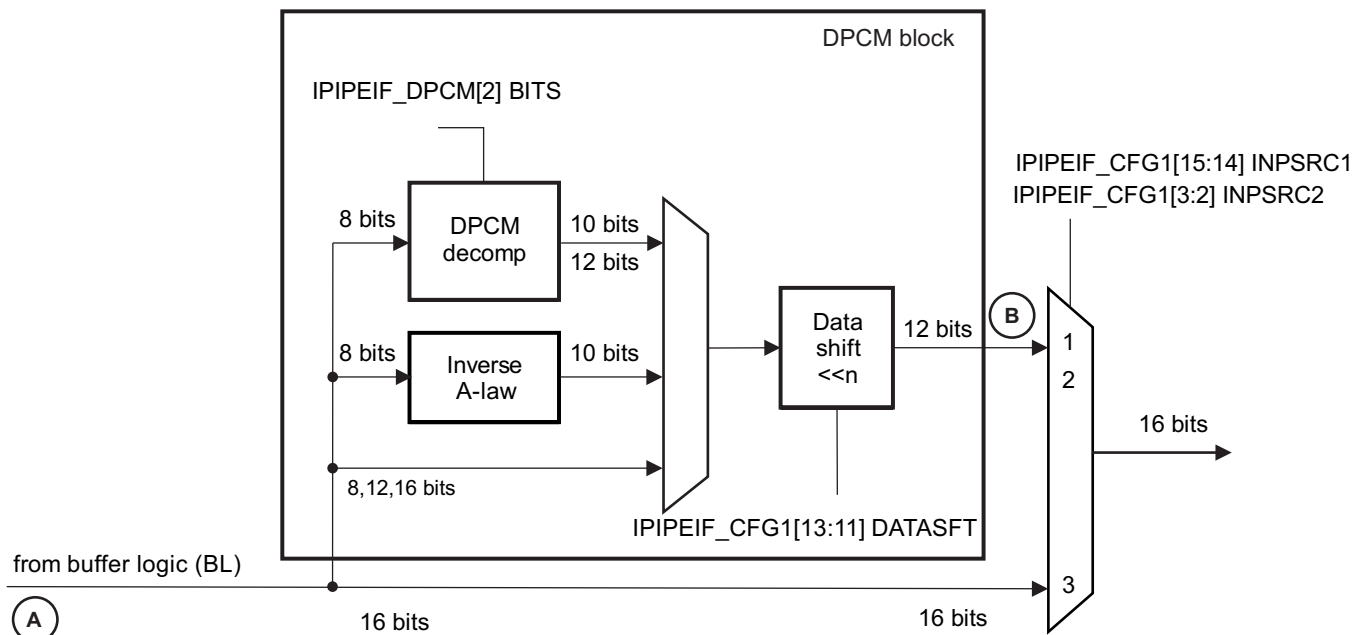 DPCM block
IPIPEIF_DPCM[2] BITS
IPIPEIF_CFG1[15:14] INPSRC1
IPIPEIF_CFG1[3:2] INPSRC2
8 bits
DPCM
decomp
10 bits
12 bits
8 bits
Inverse
A-law
10 bits
Data
shift
<<n
12 bits
B
1
2
16 bits
8,12,16 bits
IPIPEIF_CFG1[13:11] DATASFT
from buffer logic (BL)
3
A
16 bits
16 bits